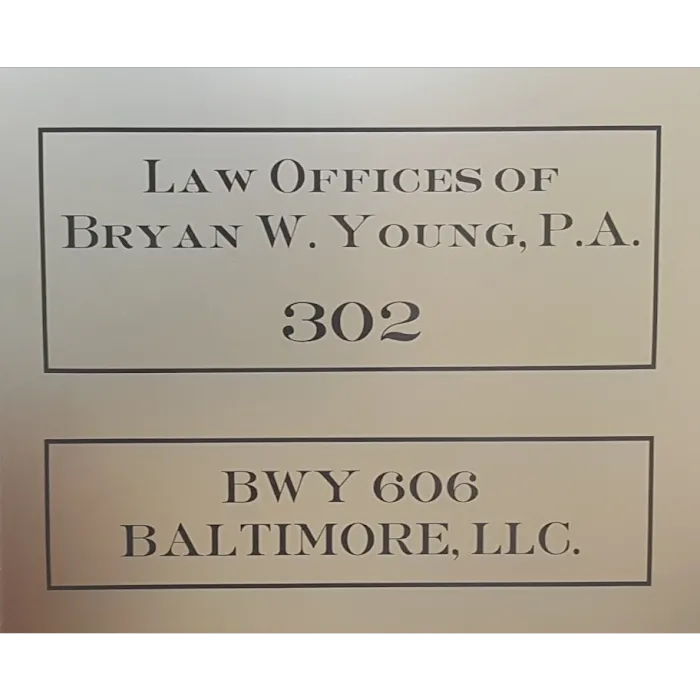 Law Offices of
Bryan W. Young, P.A.
302
BWY 606
BALTIMORE, LLC.